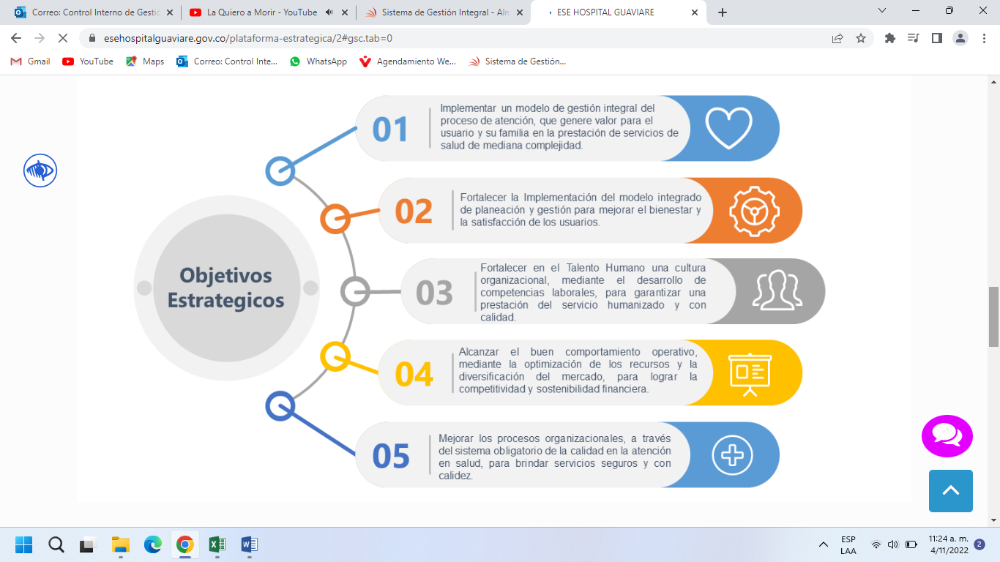 Correo: Control Interno de Gesti
La Quiero a Morir - YouTube
Sistema de Gestión Integral - Alm
ESE HOSPITAL GUAVIARE
esehospitalguaviare.gov.co/plataforma-estrategica/2#gsc.tab=0
Gmail
YouTube
Maps
Correo: Control Inte...
WhatsApp
Agendamiento We...
Sistema de Gestión...
Objetivos
Estrategicos
01
Implementar un modelo de gestión integral del
proceso de atención, que genere valor para el
usuario y su familia en la prestación de servicios de
salud de mediana complejidad.
02
Fortalecer la Implementación del modelo integrado
de planeación y gestión para mejorar el bienestar y
la satisfacción de los usuarios.
03
Fortalecer en el Talento Humano una cultura
organizacional, mediante el desarrollo de
competencias laborales, para garantizar una
prestación del servicio humanizado y con
calidad.
04
Alcanzar el buen comportamiento operativo,
mediante la optimización de los recursos y la
diversificación del mercado, para lograr la
competitividad y sostenibilidad financiera.
05
Mejorar los procesos organizacionales, a través
del sistema obligatorio de la calidad en la atención
en salud, para brindar servicios seguros y con
calidez.
ESP
LAA
11:24 a. m.
4/11/2022
2